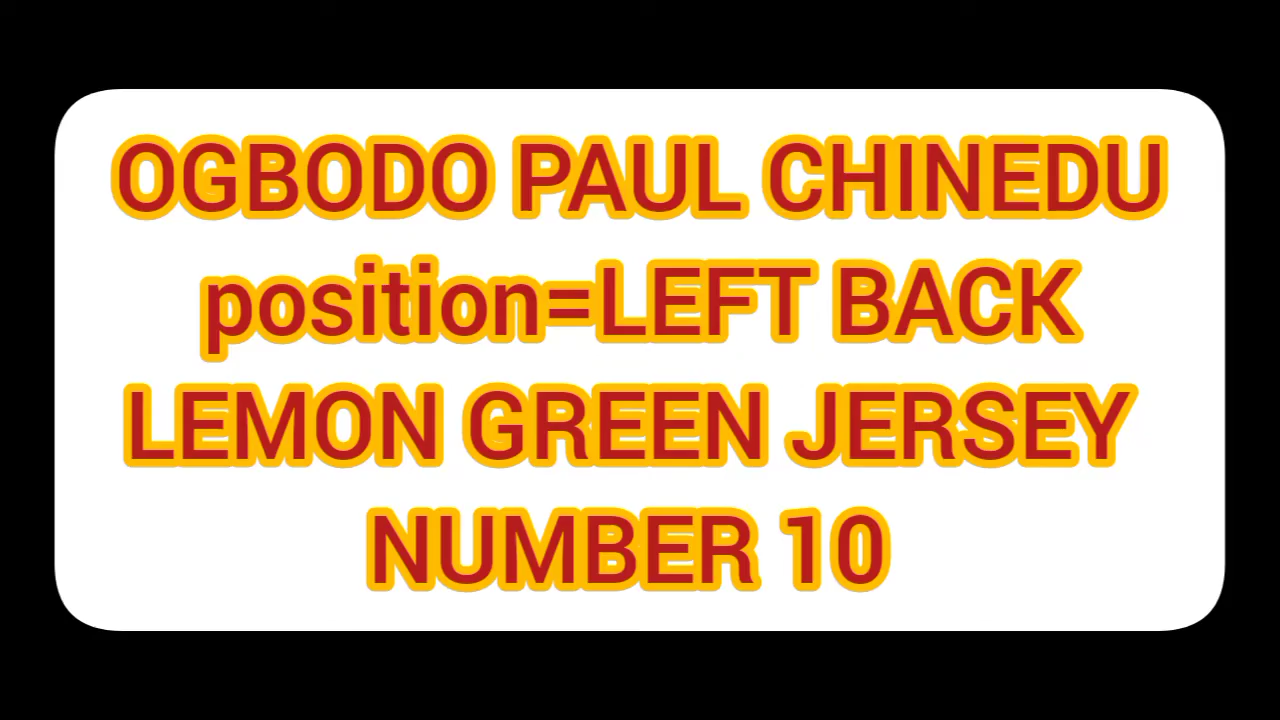 OGBODO PAUL CHINEDU
position=LEFT BACK
LEMON GREEN JERSEY
NUMBER 10